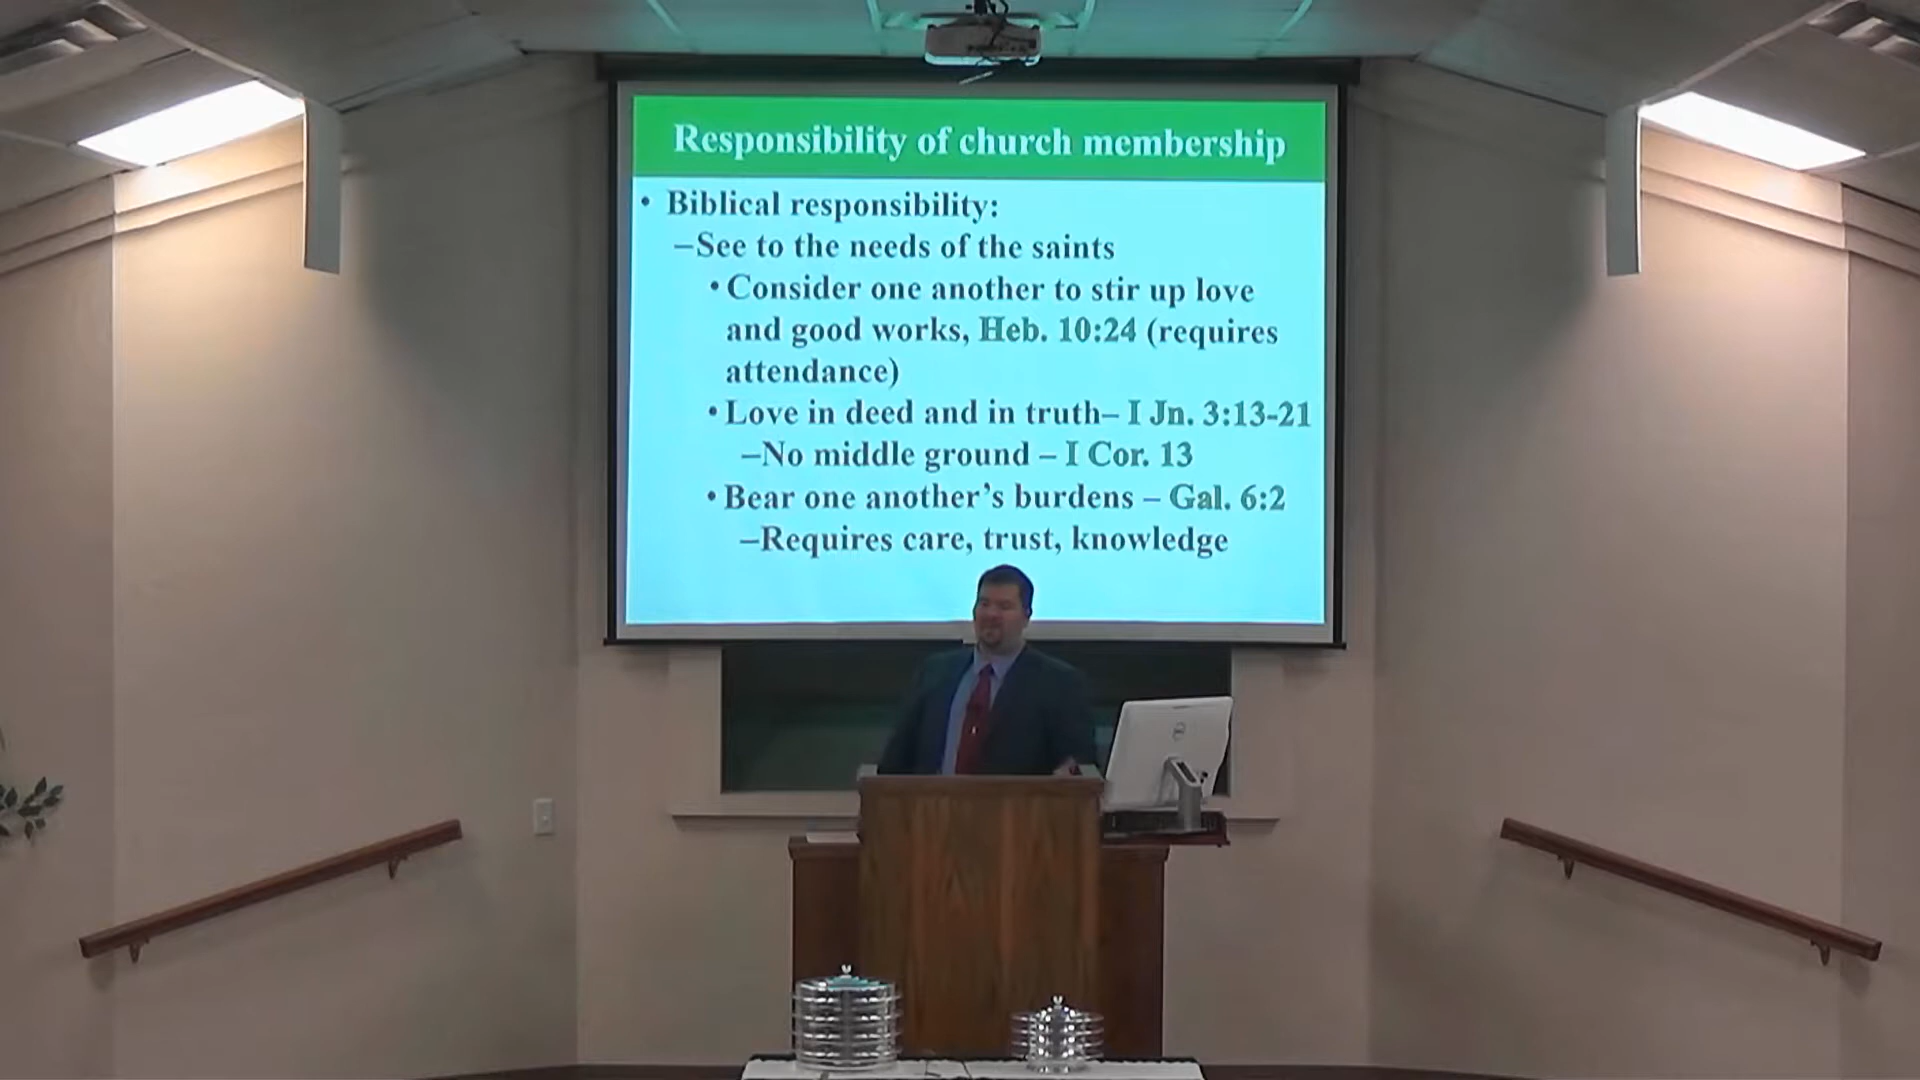 Responsibility of church membership
• Biblical responsibility:
–See to the needs of the saints
• Consider one another to stir up love
and good works, Heb. 10:24 (requires
attendance)
• Love in deed and in truth– I Jn. 3:13-21
–No middle ground – I Cor. 13
• Bear one another’s burdens – Gal. 6:2
–Requires care, trust, knowledge